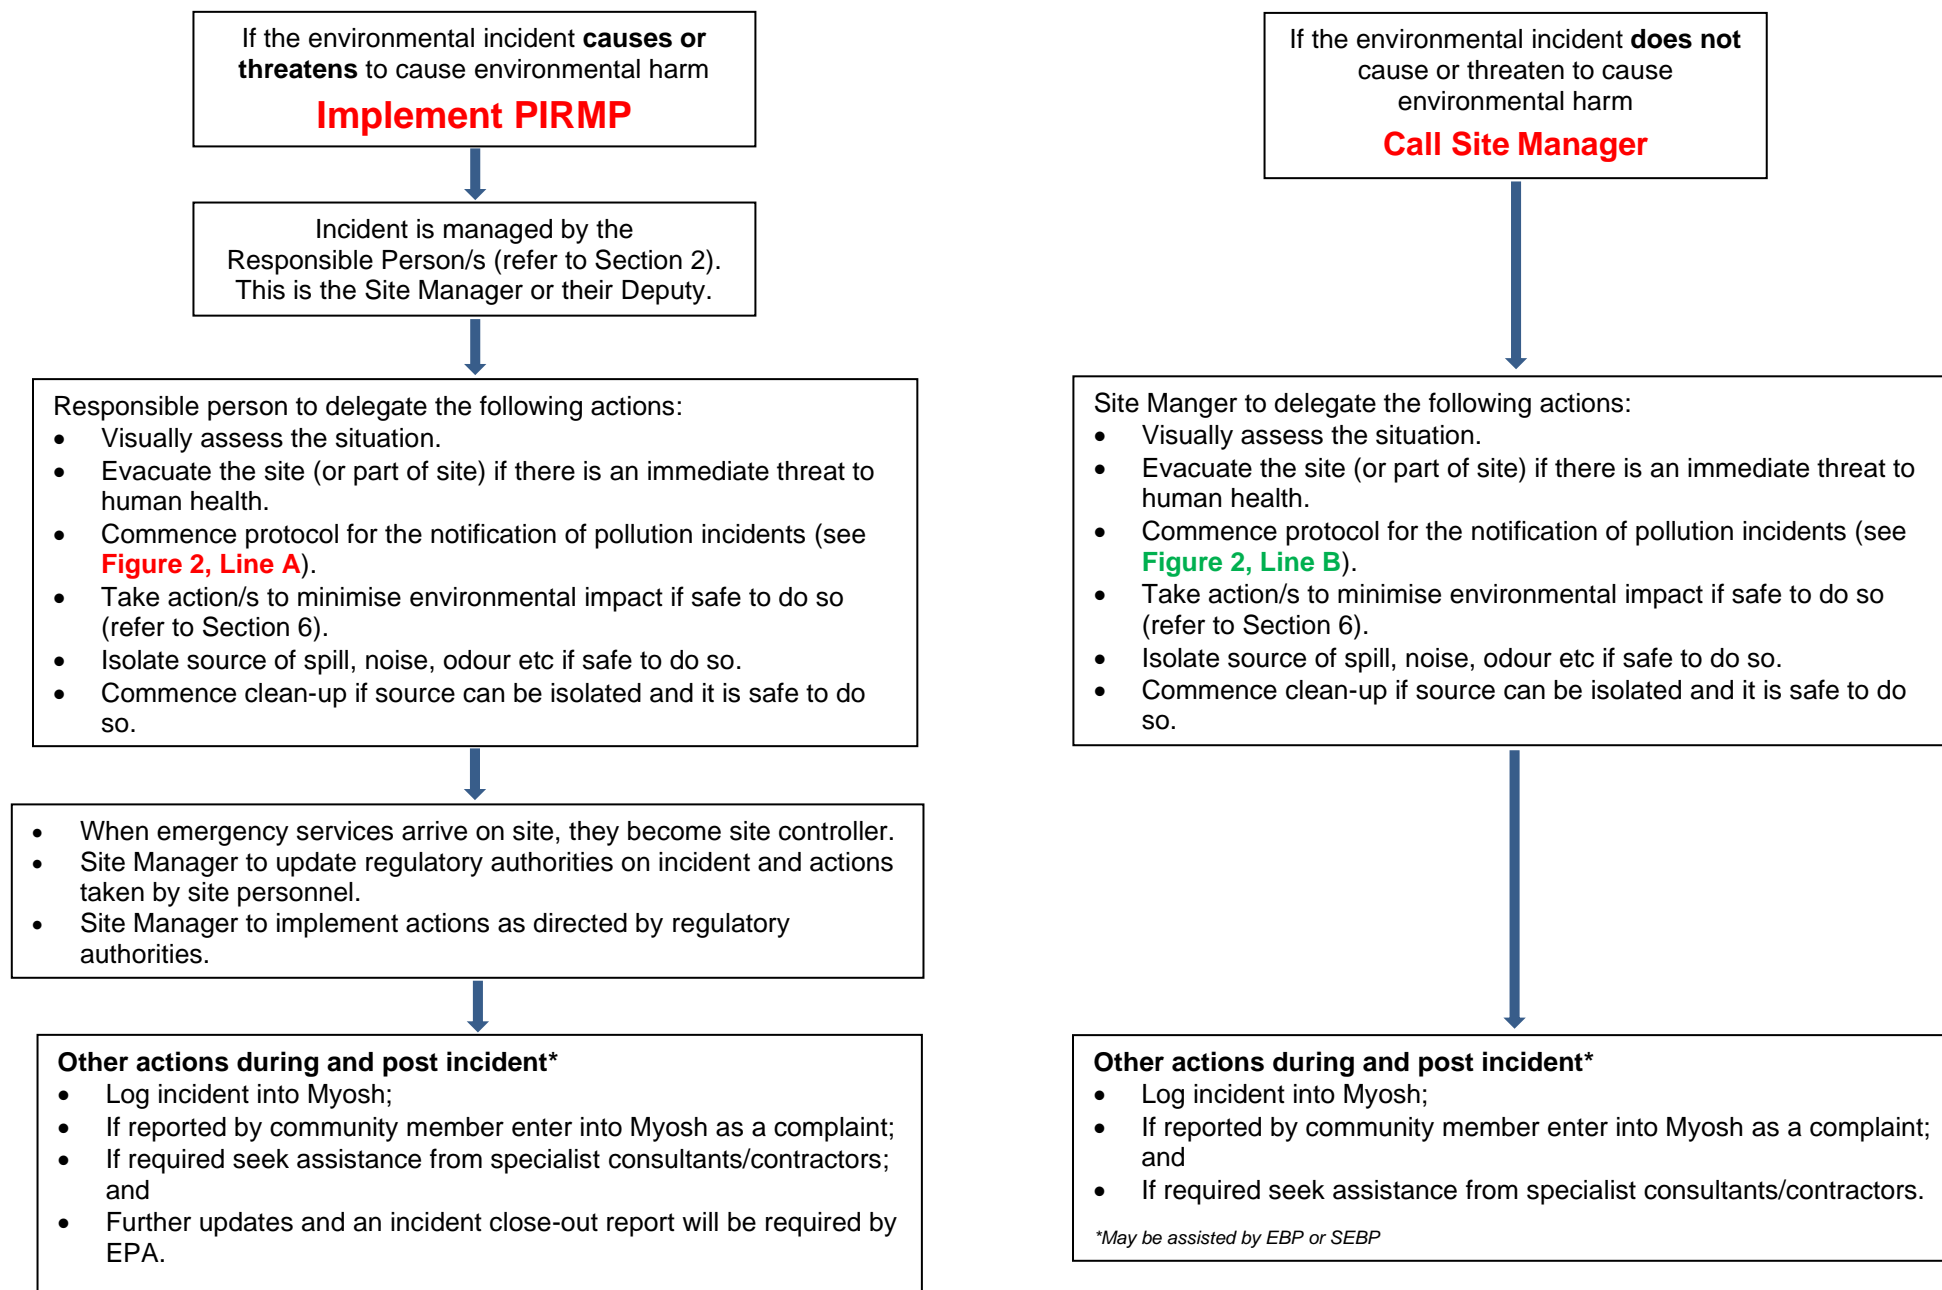 If the environmental incident causes or
threatens to cause environmental harm
Implement PIRMP
Incident is managed by the
Responsible Person/s (refer to Section 2).
This is the Site Manager or their Deputy.
Responsible person to delegate the following actions:
• Visually assess the situation.
• Evacuate the site (or part of site) if there is an immediate threat to
human health.
• Commence protocol for the notification of pollution incidents (see
Figure 2, Line A).
• Take action/s to minimise environmental impact if safe to do so
(refer to Section 6).
• Isolate source of spill, noise, odour etc if safe to do so.
• Commence clean-up if source can be isolated and it is safe to do
so.
• When emergency services arrive on site, they become site controller.
• Site Manager to update regulatory authorities on incident and actions
taken by site personnel.
• Site Manager to implement actions as directed by regulatory
authorities.
Other actions during and post incident*
• Log incident into Myosh;
• If reported by community member enter into Myosh as a complaint;
• If required seek assistance from specialist consultants/contractors;
and
• Further updates and an incident close-out report will be required by
EPA.
If the environmental incident does not
cause or threaten to cause
environmental harm
Call Site Manager
Site Manger to delegate the following actions:
• Visually assess the situation.
• Evacuate the site (or part of site) if there is an immediate threat to
human health.
• Commence protocol for the notification of pollution incidents (see
Figure 2, Line B).
• Take action/s to minimise environmental impact if safe to do so
(refer to Section 6).
• Isolate source of spill, noise, odour etc if safe to do so.
• Commence clean-up if source can be isolated and it is safe to do
so.
Other actions during and post incident*
• Log incident into Myosh;
• If reported by community member enter into Myosh as a complaint;
and
• If required seek assistance from specialist consultants/contractors.
*May be assisted by EBP or SEBP